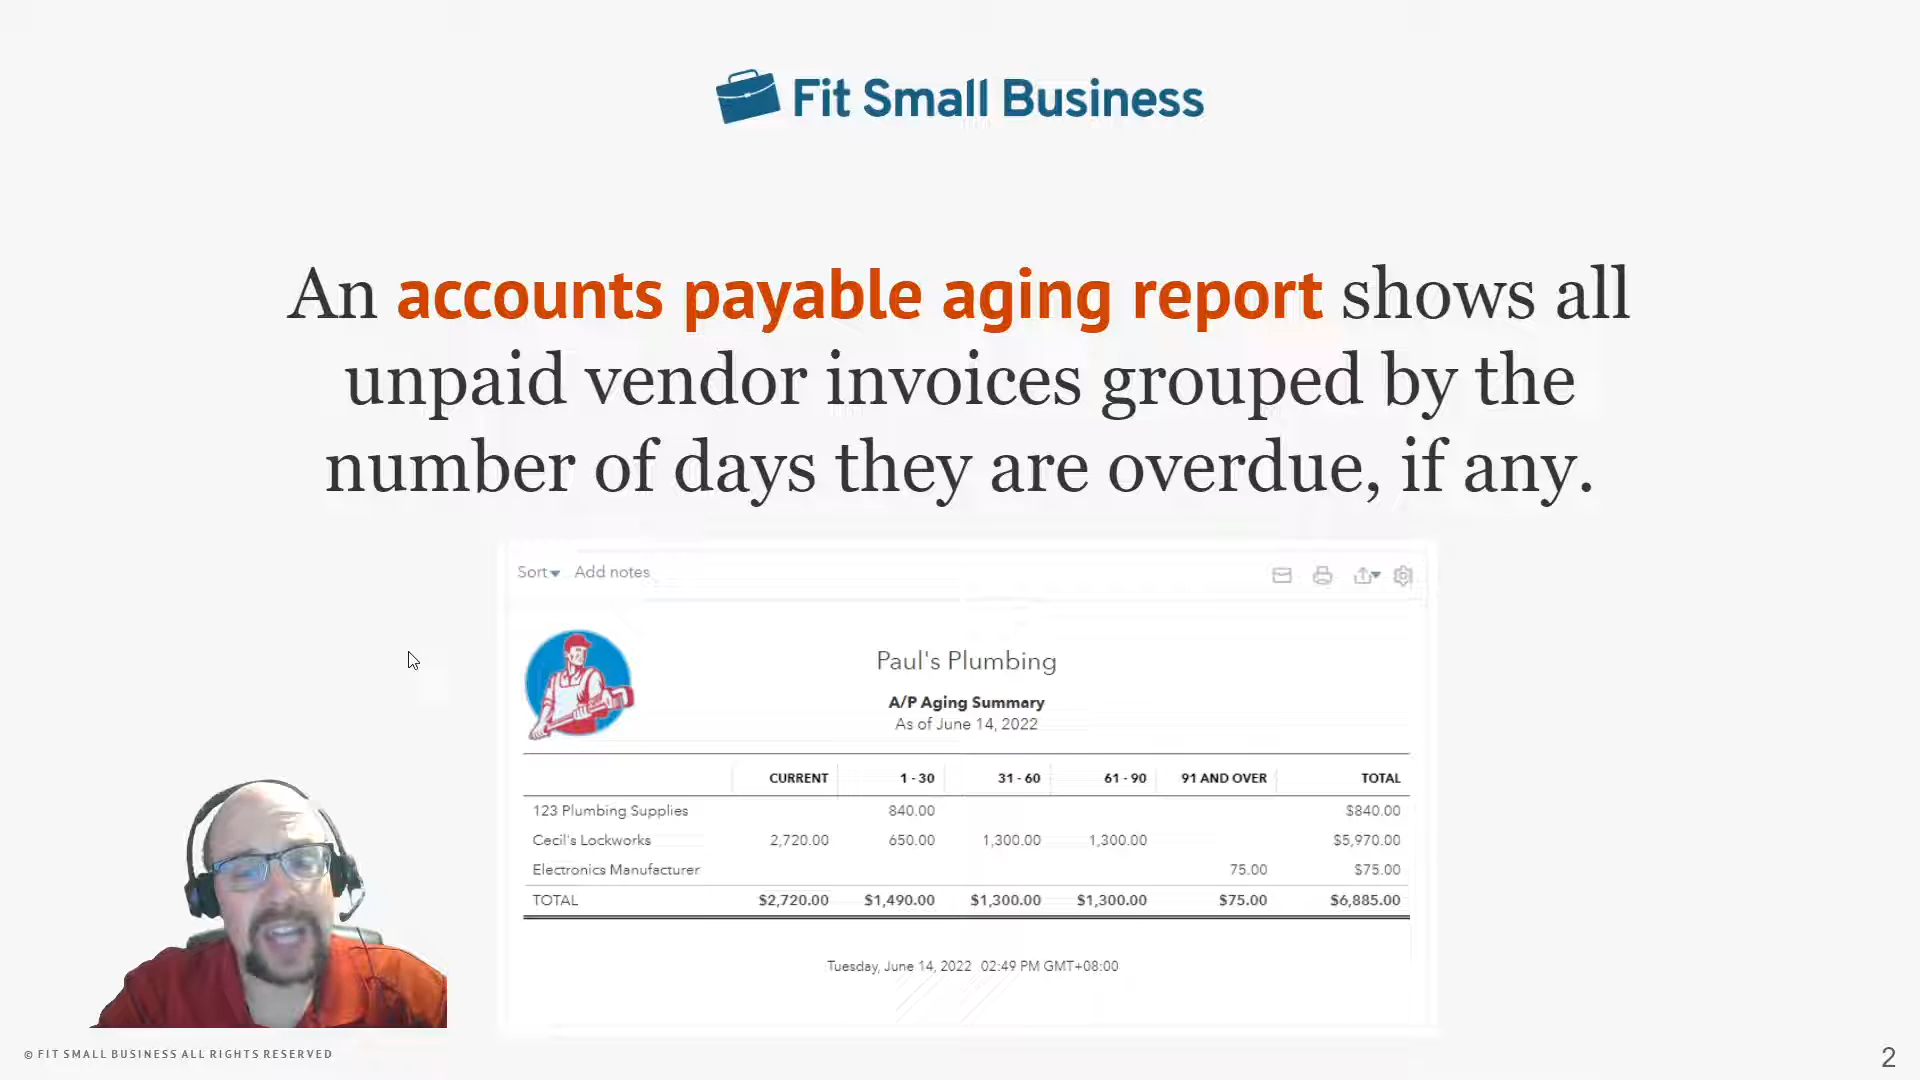 Fit Small Business
An accounts payable aging report shows all
unpaid vendor invoices grouped by the
number of days they are overdue, if any.
Sort Add notes
Paul's Plumbing
A/P Aging Summary
As of June 14, 2022
CURRENT 1 - 30 31 - 60 61 - 90 91 AND OVER TOTAL
123 Plumbing Supplies 840.00 $840.00
Cecil's Lockworks 2,720.00 650.00 1,300.00 1,300.00 $5,970.00
Electronics Manufacturer 75.00 $75.00
TOTAL $2,720.00 $1,490.00 $1,300.00 $1,300.00 $75.00 $6,885.00
Tuesday, June 14, 2022 02:49 PM GMT+08:00
© FIT SMALL BUSINESS ALL RIGHTS RESERVED
2